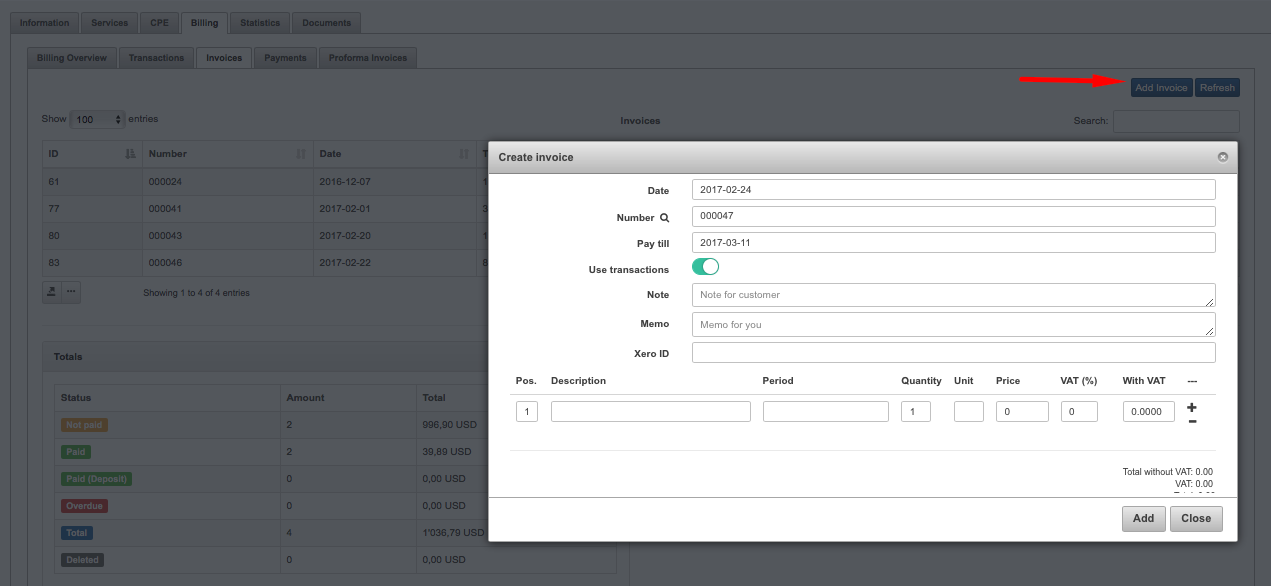 Information Services CPE Billing Statistics Documents
Billing Overview Transactions Invoices Payments Proforma Invoices
Add Invoice Refresh
Show 100 entries Invoices Search:
ID Number Date T
61 000024 2016-12-07 1
77 000041 2017-02-01 3
80 000043 2017-02-20 1
83 000046 2017-02-22 8
... Showing 1 to 4 of 4 entries
Totals
Status Amount Total
Not paid 2 996,90 USD
Paid 2 39,89 USD
Paid (Deposit) 0 0,00 USD
Overdue 0 0,00 USD
Total 4 1'036,79 USD
Deleted 0 0,00 USD
Create invoice
Date 2017-02-24
Number 000047
Pay till 2017-03-11
Use transactions
Note Note for customer
Memo Memo for you
Xero ID
Pos. Description Period Quantity Unit Price VAT (%) With VAT ---
1 1 0 0 0.0000
Total without VAT: 0.00
VAT: 0.00
Add Close